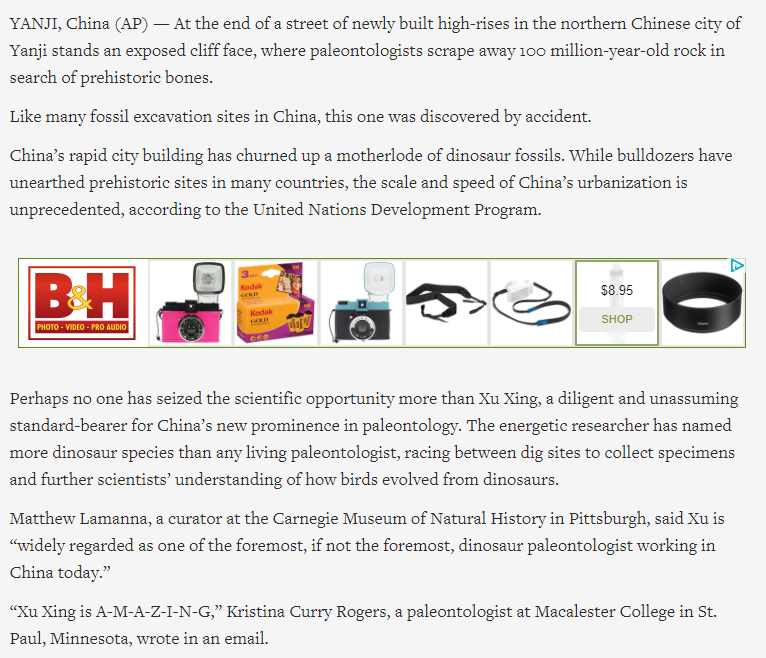 YANJI, China (AP) — At the end of a street of newly built high-rises in the northern Chinese city of
Yanji stands an exposed cliff face, where paleontologists scrape away 100 million-year-old rock in
search of prehistoric bones.
Like many fossil excavation sites in China, this one was discovered by accident.
China’s rapid city building has churned up a motherlode of dinosaur fossils. While bulldozers have
unearthed prehistoric sites in many countries, the scale and speed of China’s urbanization is
unprecedented, according to the United Nations Development Program.
B&H
PHOTO - VIDEO - PRO AUDIO
3
Kodak
GOLD
Kodak
GOLD
$8.95
SHOP
Perhaps no one has seized the scientific opportunity more than Xu Xing, a diligent and unassuming
standard-bearer for China’s new prominence in paleontology. The energetic researcher has named
more dinosaur species than any living paleontologist, racing between dig sites to collect specimens
and further scientists’ understanding of how birds evolved from dinosaurs.
Matthew Lamanna, a curator at the Carnegie Museum of Natural History in Pittsburgh, said Xu is
“widely regarded as one of the foremost, if not the foremost, dinosaur paleontologist working in
China today.”
“Xu Xing is A-M-A-Z-I-N-G,” Kristina Curry Rogers, a paleontologist at Macalester College in St.
Paul, Minnesota, wrote in an email.